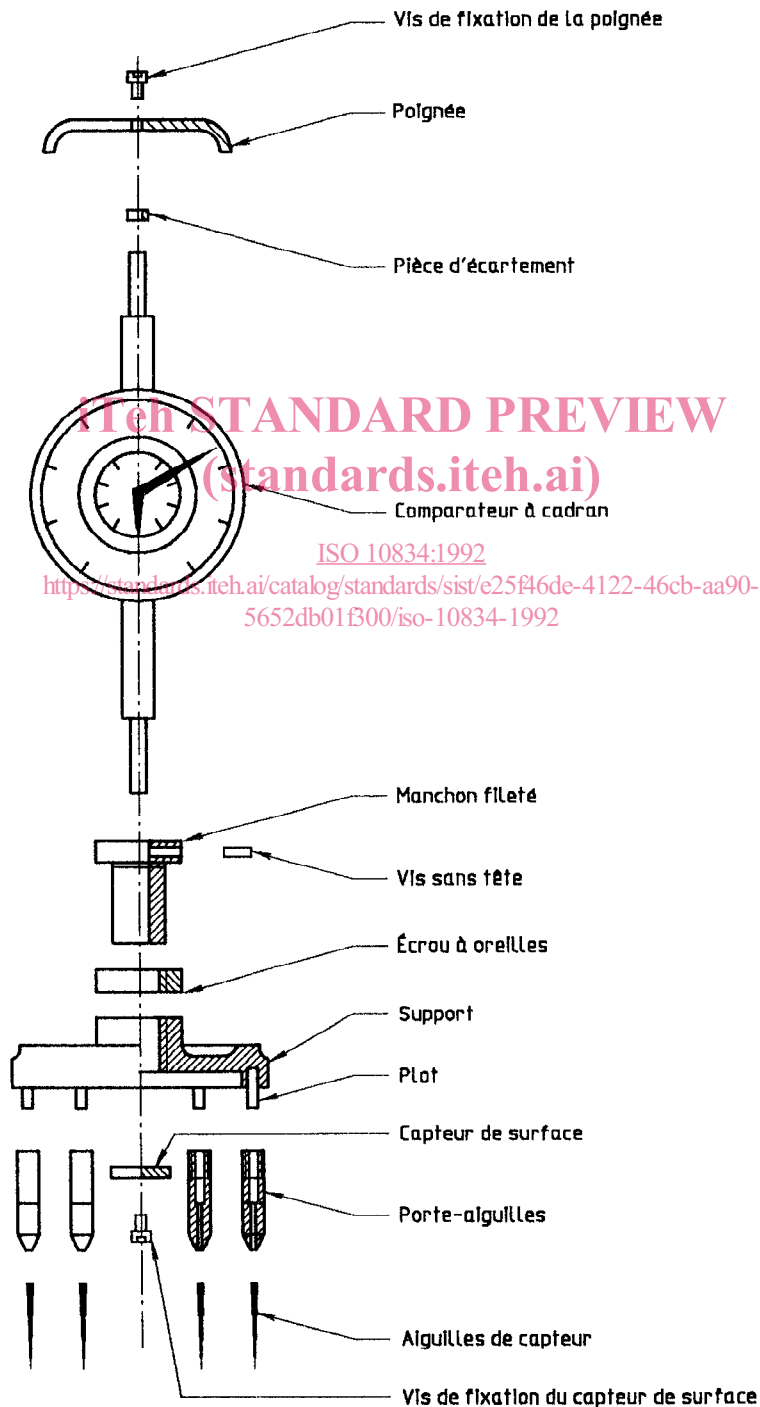 Vis de fixation de la poignée
Poignée
Pièce d'écartement
iTeh STANDARD PREVIEW
(standards.iteh.ai)
Comparateur à cadran
ISO 10834:1992
https://standards.iteh.ai/catalog/standards/sist/e25f46de-4122-46cb-aa90-
5652db01f300/iso-10834-1992
Manchon fileté
Vis sans tête
Écrou à oreilles
Support
Plot
Capteur de surface
Porte-aiguilles
Aiguilles de capteur
Vis de fixation du capteur de surface